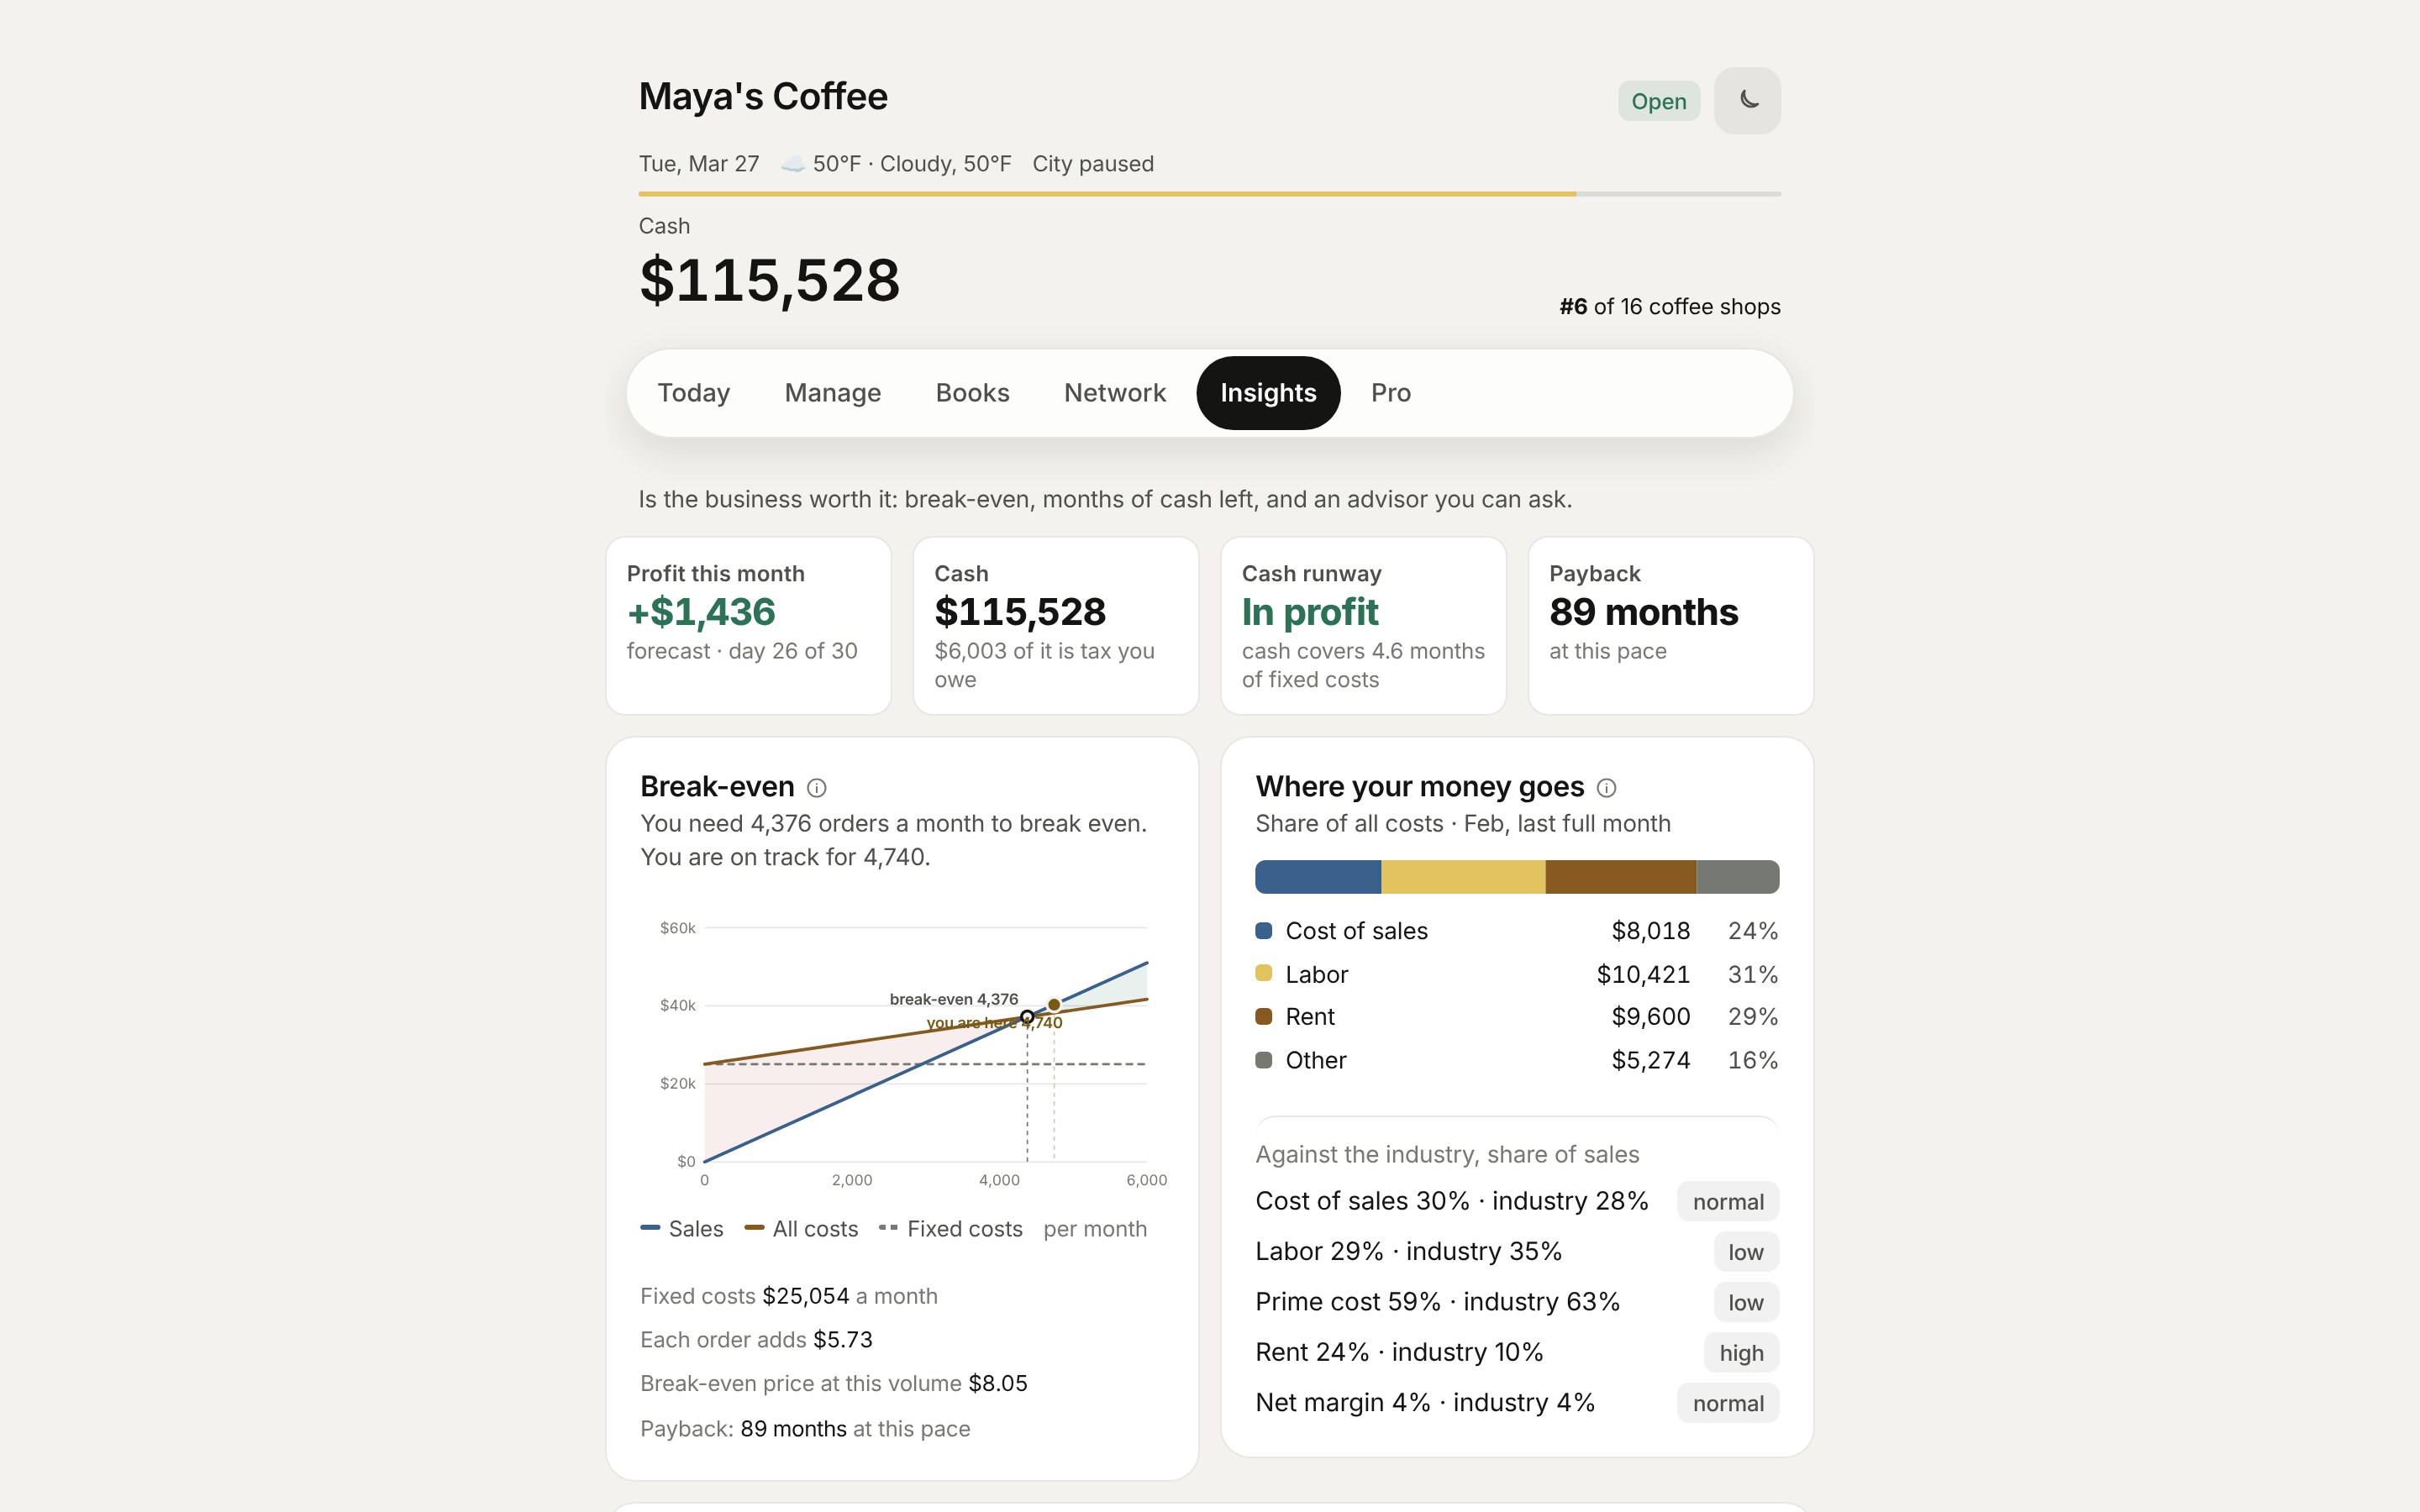 Maya's Coffee
Open
Tue, Mar 27 ☁️ 50°F · Cloudy, 50°F City paused
Cash
$115,528
#6 of 16 coffee shops
Today Manage Books Network Insights Pro
Is the business worth it: break-even, months of cash left, and an advisor you can ask.
Profit this month
+$1,436
forecast · day 26 of 30
Cash
$115,528
$6,003 of it is tax you
owe
Cash runway
In profit
cash covers 4.6 months
of fixed costs
Payback
89 months
at this pace
Break-even
You need 4,376 orders a month to break even.
You are on track for 4,740.
$60k
$40k
$20k
$0
break-even 4,376
you are here 4,740
0 2,000 4,000 6,000
Sales All costs Fixed costs per month
Fixed costs $25,054 a month
Each order adds $5.73
Break-even price at this volume $8.05
Payback: 89 months at this pace
Where your money goes
Share of all costs · Feb, last full month
Cost of sales $8,018 24%
Labor $10,421 31%
Rent $9,600 29%
Other $5,274 16%
Against the industry, share of sales
Cost of sales 30% · industry 28% normal
Labor 29% · industry 35% low
Prime cost 59% · industry 63% low
Rent 24% · industry 10% high
Net margin 4% · industry 4% normal